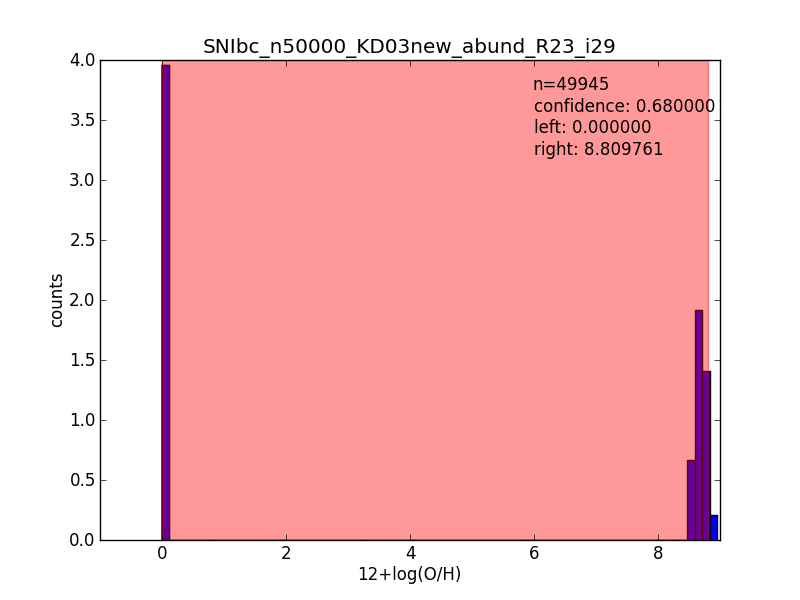 SNIbc_n50000_KD03new_abund_R23_i29
n=49945
confidence: 0.680000
left: 0.000000
right: 8.809761
counts
4.0
3.5
3.0
2.5
2.0
1.5
1.0
0.5
0.0
0 2 4 6 8
12+log(O/H)